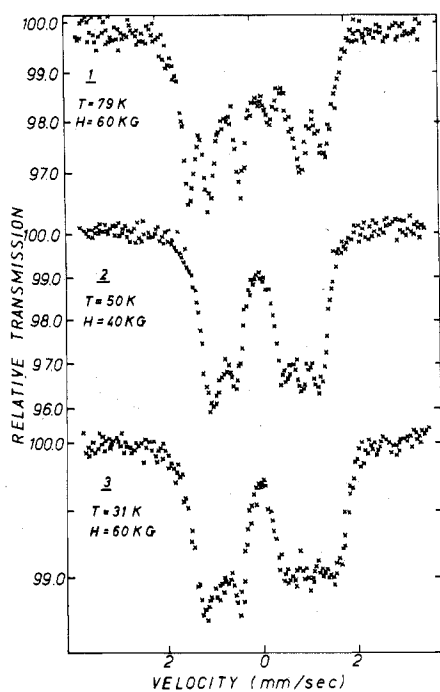 100.0
99.0
98.0
97.0
1
T = 79 K
H = 60 KG
100.0
99.0
98.0
97.0
96.0
2
T = 50 K
H = 40 KG
100.0
99.0
3
T = 31 K
H = 60 KG
RELATIVE TRANSMISSION
2 0 2
VELOCITY (mm/sec)